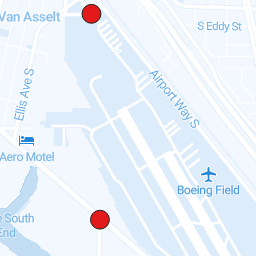 Van Asselt
S Eddy St
Ellis Ave S
Airport Way S
Aero Motel
Boeing Field
e South
End